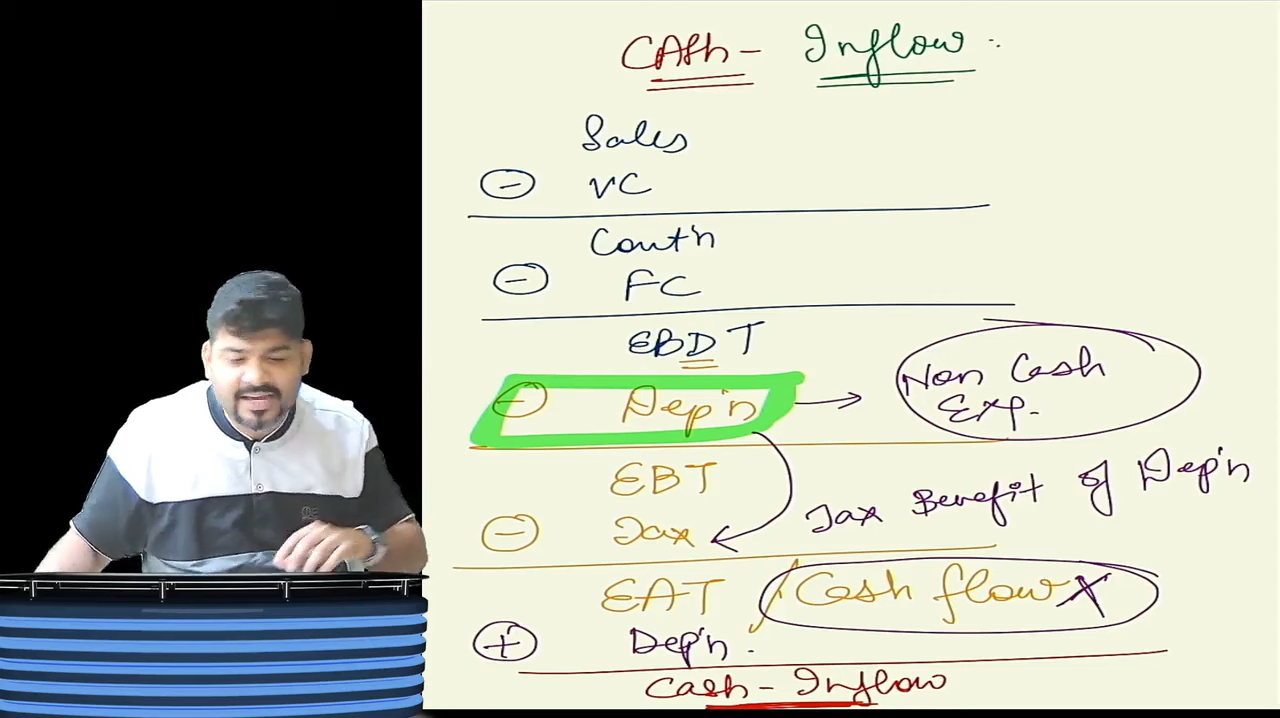 CASh - Inflow
Sales
⊖ VC
Cont'n
⊖ FC
EBDT
⊖ Dep'n → Non Cash
Exp.
EBT
⊖ Tax Tax Benefit of Dep'n
EAT / Cash flow X
⊕ Dep'n.
Cash - Inflow